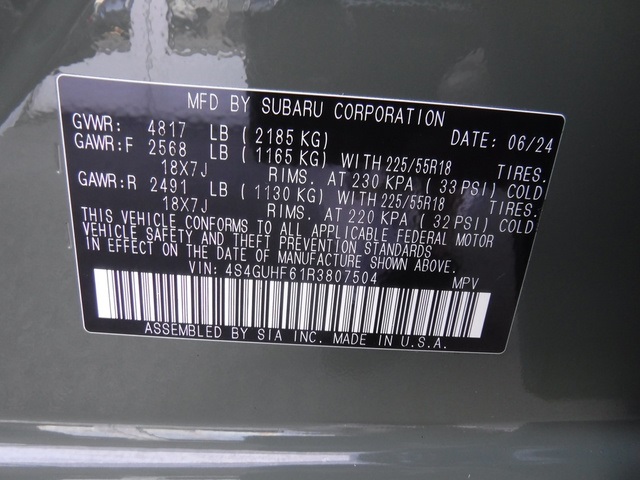 MFD BY SUBARU CORPORATION
GVWR: 4817 LB (2185 KG) DATE: 06/24
GAWR:F 2568 LB (1165 KG) WITH 225/55R18 TIRES.
18X7J RIMS. AT 230 KPA (33 PSI) COLD
GAWR:R 2491 LB (1130 KG) WITH 225/55R18 TIRES.
18X7J RIMS. AT 220 KPA (32 PSI) COLD
THIS VEHICLE CONFORMS TO ALL APPLICABLE FEDERAL MOTOR
VEHICLE SAFETY AND THEFT PREVENTION STANDARDS
IN EFFECT ON THE DATE OF MANUFACTURE SHOWN ABOVE.
VIN: 4S4GUHF61R3807504 MPV
ASSEMBLED BY SIA INC. MADE IN U.S.A.